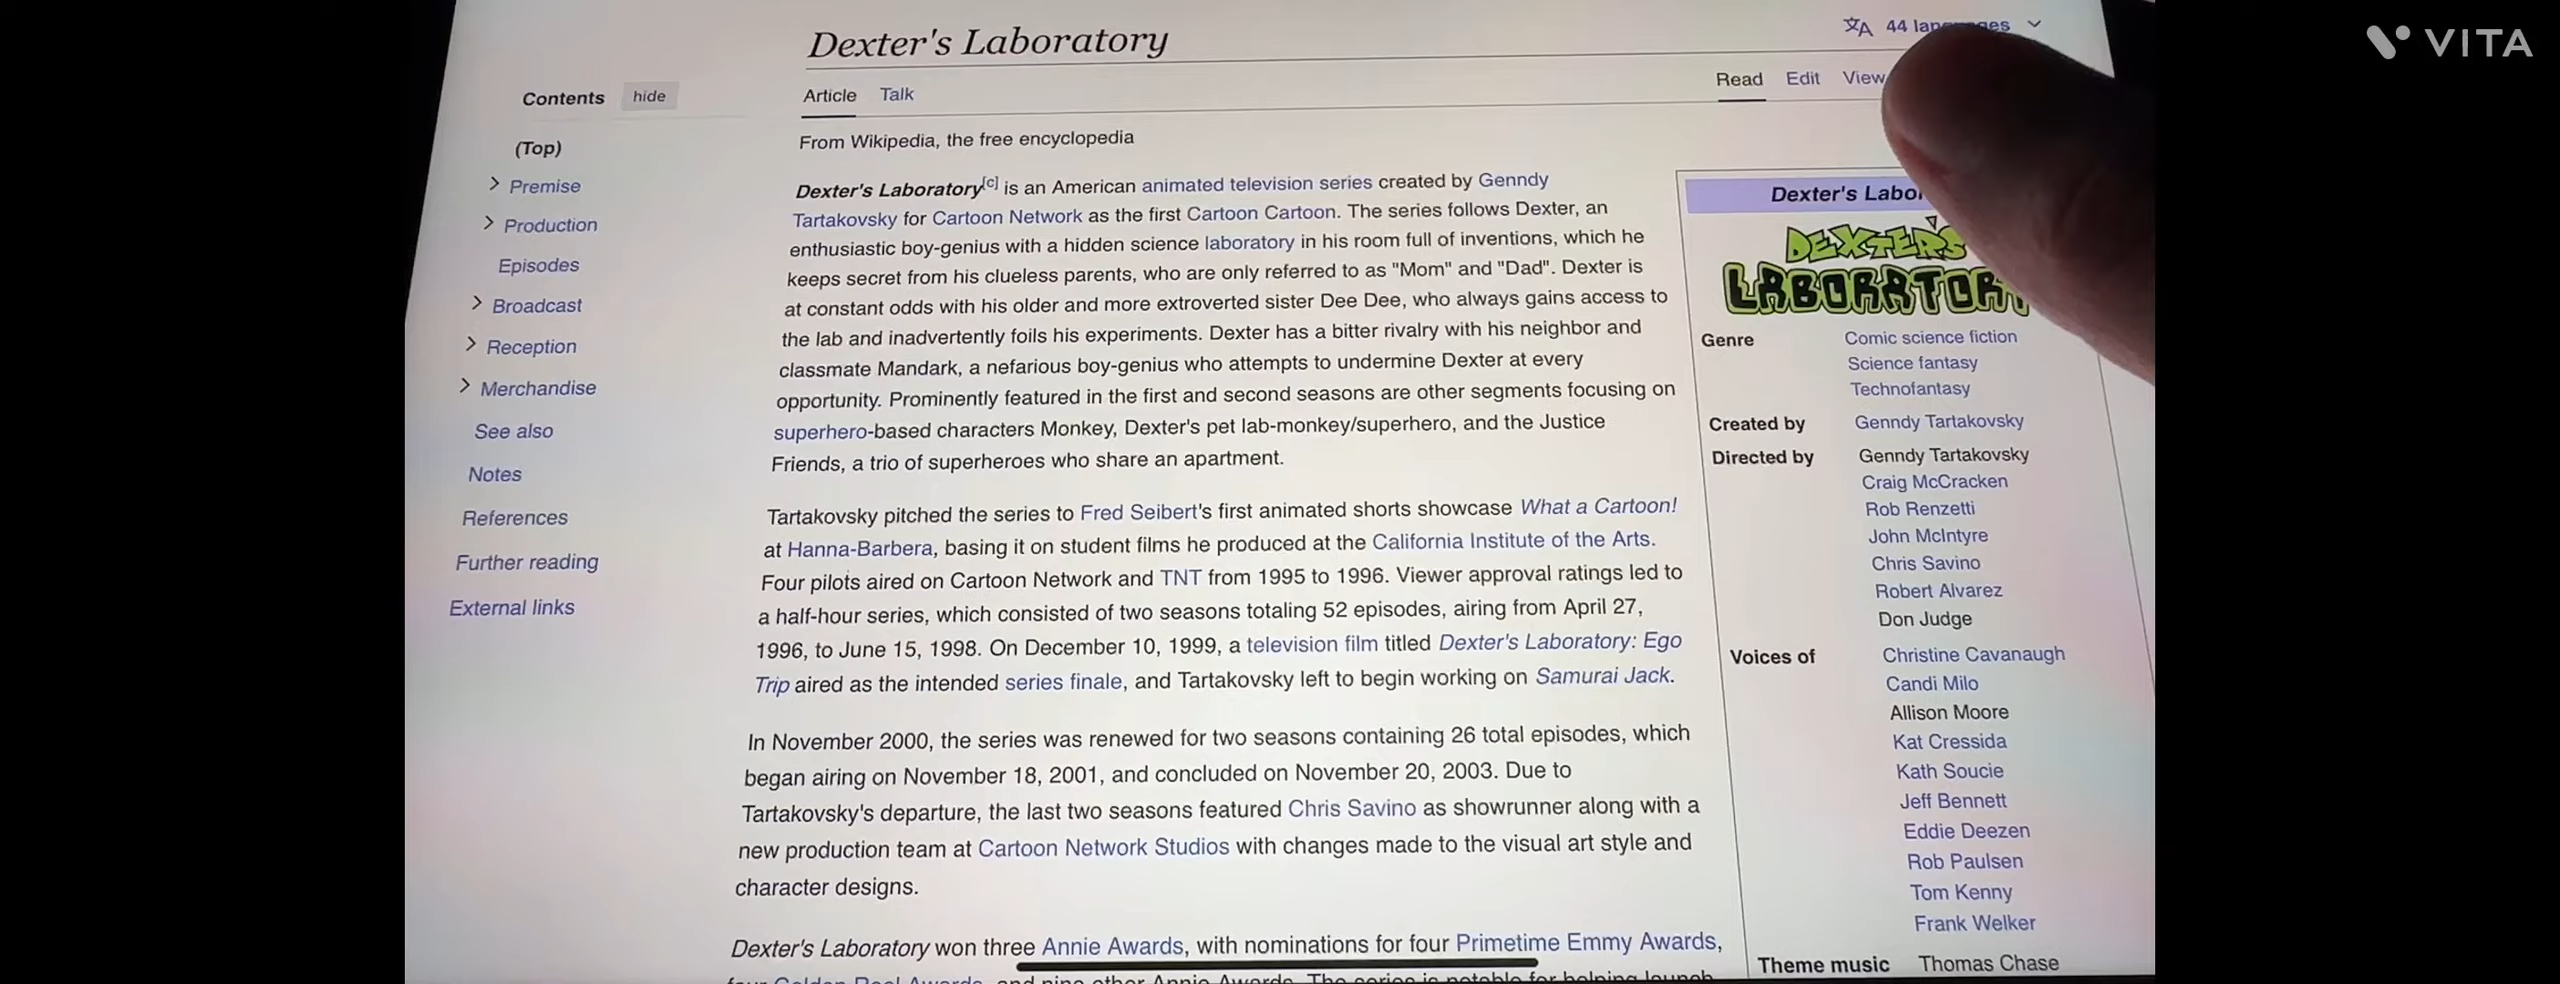 Dexter's Laboratory
44 languages
VITA
Contents hide
Article Talk
Read Edit View
From Wikipedia, the free encyclopedia
(Top)
Premise
Production
Episodes
Broadcast
Reception
Merchandise
See also
Notes
References
Further reading
External links
Dexter's Laboratory[c] is an American animated television series created by Genndy
Tartakovsky for Cartoon Network as the first Cartoon Cartoon. The series follows Dexter, an
enthusiastic boy-genius with a hidden science laboratory in his room full of inventions, which he
keeps secret from his clueless parents, who are only referred to as "Mom" and "Dad". Dexter is
at constant odds with his older and more extroverted sister Dee Dee, who always gains access to
the lab and inadvertently foils his experiments. Dexter has a bitter rivalry with his neighbor and
classmate Mandark, a nefarious boy-genius who attempts to undermine Dexter at every
opportunity. Prominently featured in the first and second seasons are other segments focusing on
superhero-based characters Monkey, Dexter's pet lab-monkey/superhero, and the Justice
Friends, a trio of superheroes who share an apartment.
Tartakovsky pitched the series to Fred Seibert's first animated shorts showcase What a Cartoon!
at Hanna-Barbera, basing it on student films he produced at the California Institute of the Arts.
Four pilots aired on Cartoon Network and TNT from 1995 to 1996. Viewer approval ratings led to
a half-hour series, which consisted of two seasons totaling 52 episodes, airing from April 27,
1996, to June 15, 1998. On December 10, 1999, a television film titled Dexter's Laboratory: Ego
Trip aired as the intended series finale, and Tartakovsky left to begin working on Samurai Jack.
In November 2000, the series was renewed for two seasons containing 26 total episodes, which
began airing on November 18, 2001, and concluded on November 20, 2003. Due to
Tartakovsky's departure, the last two seasons featured Chris Savino as showrunner along with a
new production team at Cartoon Network Studios with changes made to the visual art style and
character designs.
Dexter's Laboratory won three Annie Awards, with nominations for four Primetime Emmy Awards,
four Golden Reel Awards, and nine other Annie Awards. The series is notable for helping launch
Dexter's Labor
DEXTER'S
LABORATORY
Genre Comic science fiction
Science fantasy
Technofantasy
Created by Genndy Tartakovsky
Directed by Genndy Tartakovsky
Craig McCracken
Rob Renzetti
John McIntyre
Chris Savino
Robert Alvarez
Don Judge
Voices of Christine Cavanaugh
Candi Milo
Allison Moore
Kat Cressida
Kath Soucie
Jeff Bennett
Eddie Deezen
Rob Paulsen
Tom Kenny
Frank Welker
Theme music Thomas Chase